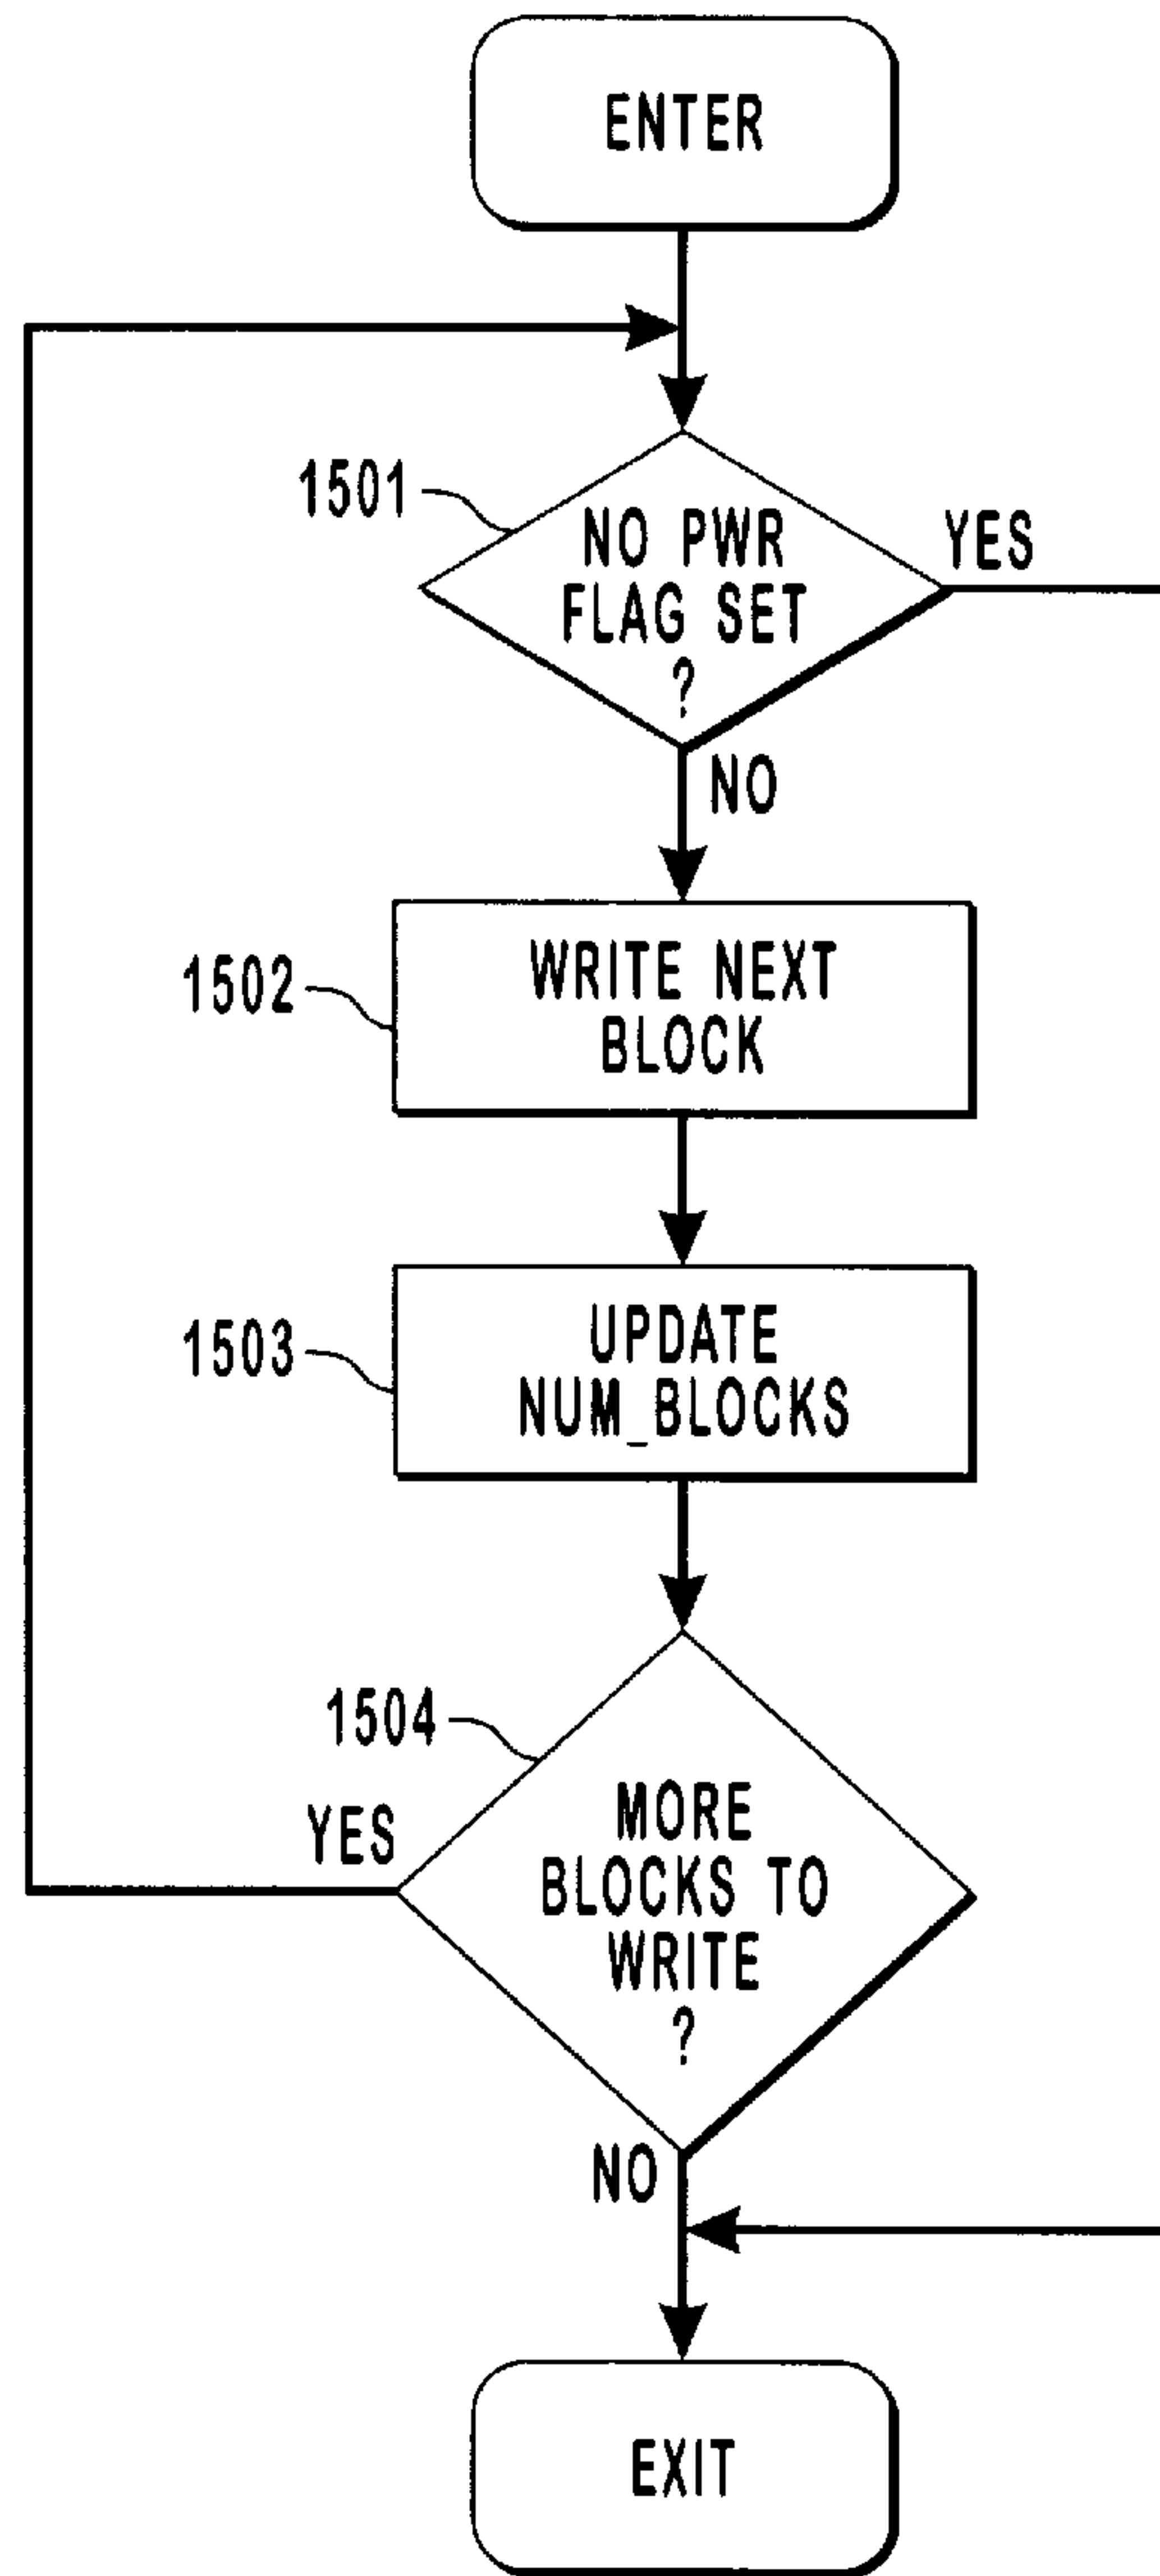 ENTER
1501
NO PWR
FLAG SET
?
YES
NO
1502
WRITE NEXT
BLOCK
1503
UPDATE
NUM_BLOCKS
1504
YES
MORE
BLOCKS TO
WRITE
?
NO
EXIT